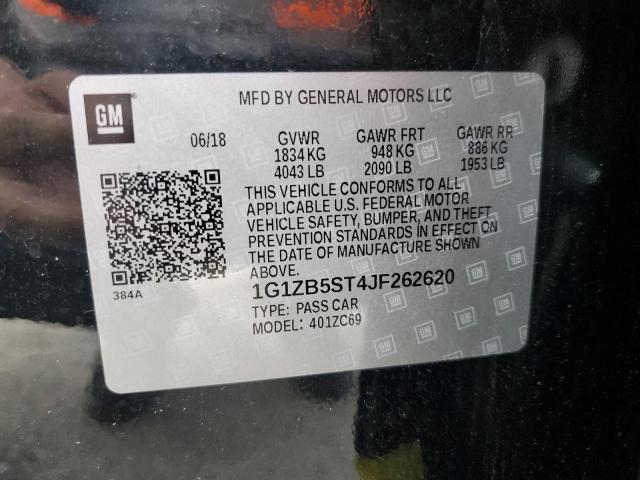 GM
MFD BY GENERAL MOTORS LLC
06/18 GVWR GAWR FRT GAWR RR
1834 KG 948 KG 886 KG
4043 LB 2090 LB 1953 LB
THIS VEHICLE CONFORMS TO ALL
APPLICABLE U.S. FEDERAL MOTOR
VEHICLE SAFETY, BUMPER, AND THEFT
PREVENTION STANDARDS IN EFFECT ON
THE DATE OF MANUFACTURE SHOWN
ABOVE.
384A
1G1ZB5ST4JF262620
TYPE: PASS CAR
MODEL: 401ZC69